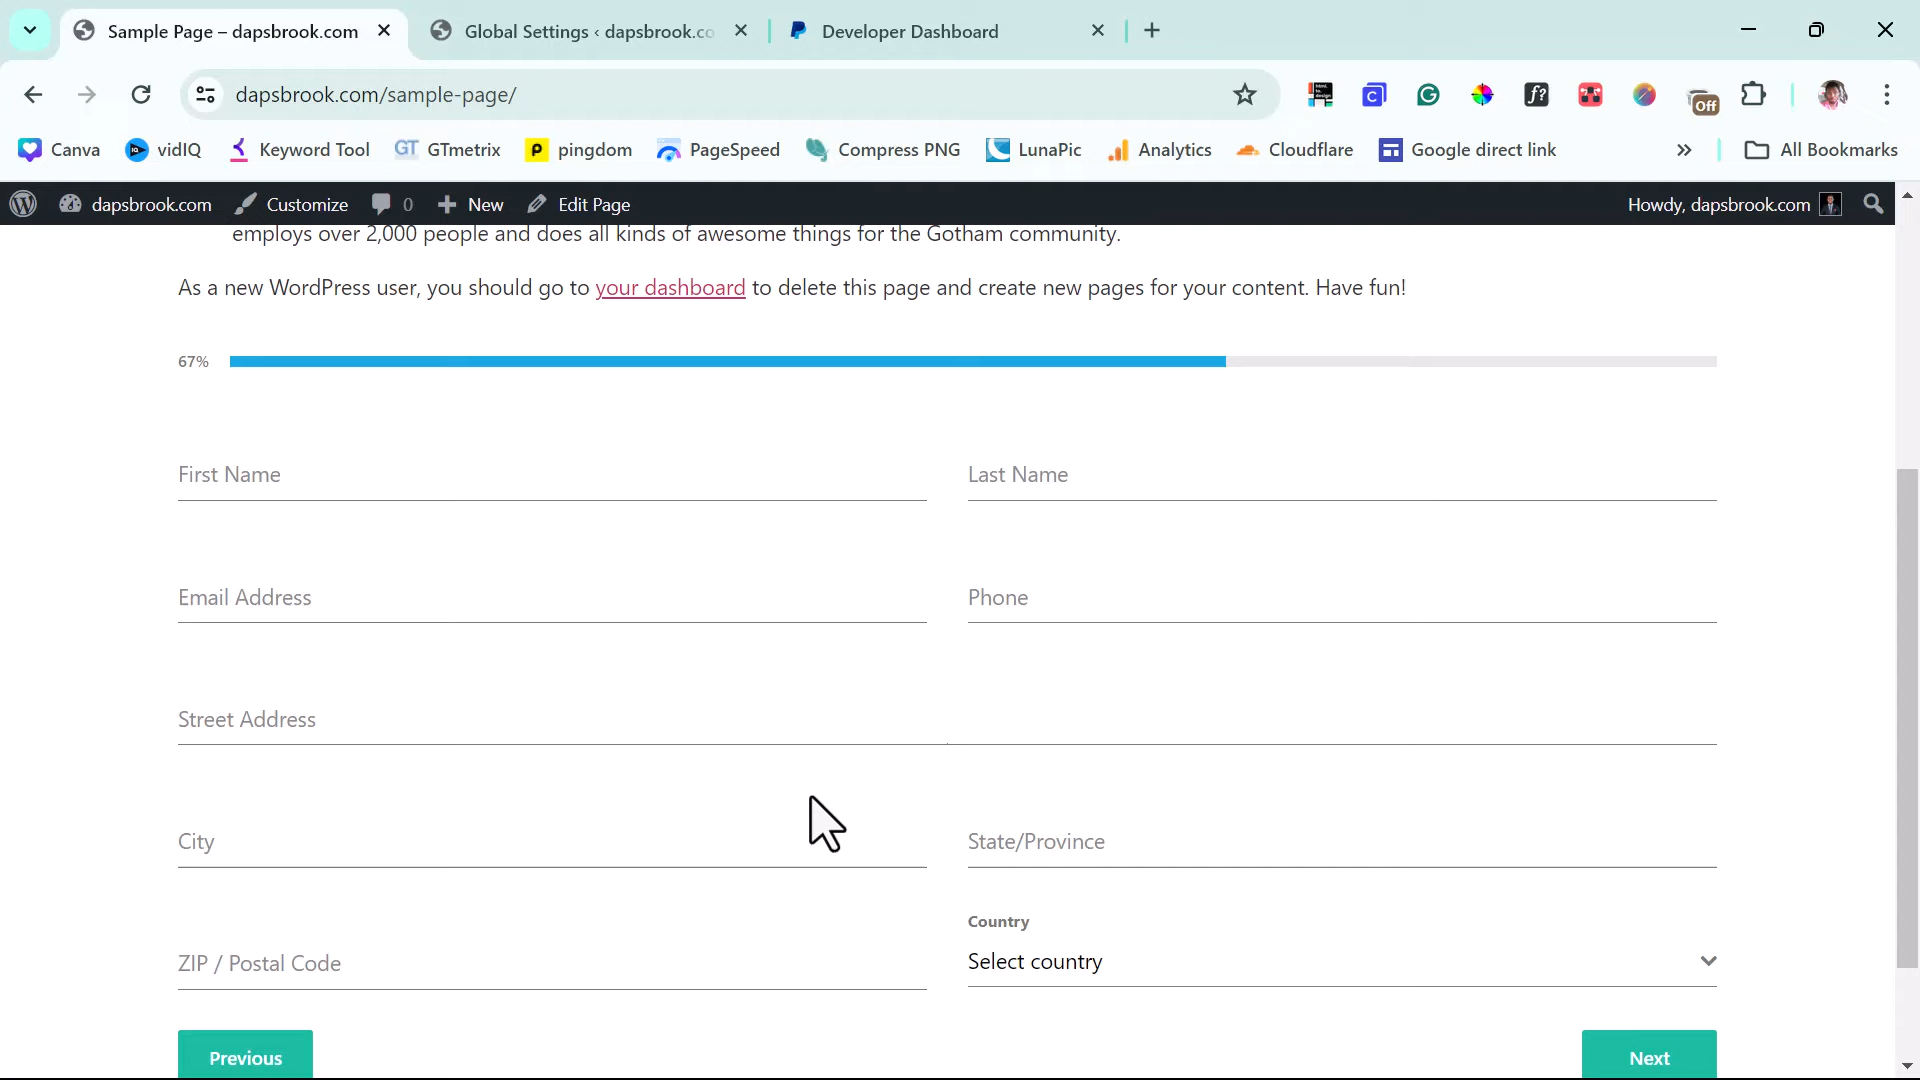 Sample Page – dapsbrook.com
Global Settings ‹ dapsbrook.co
Developer Dashboard
dapsbrook.com/sample-page/
Off
Canva
vidIQ
Keyword Tool
GT
GTmetrix
pingdom
PageSpeed
Compress PNG
LunaPic
Analytics
Cloudflare
Google direct link
All Bookmarks
dapsbrook.com
Customize
0
New
Edit Page
Howdy, dapsbrook.com
employs over 2,000 people and does all kinds of awesome things for the Gotham community.
As a new WordPress user, you should go to your dashboard to delete this page and create new pages for your content. Have fun!
67%
First Name
Last Name
Email Address
Phone
Street Address
City
State/Province
Country
ZIP / Postal Code
Select country
Previous
Next